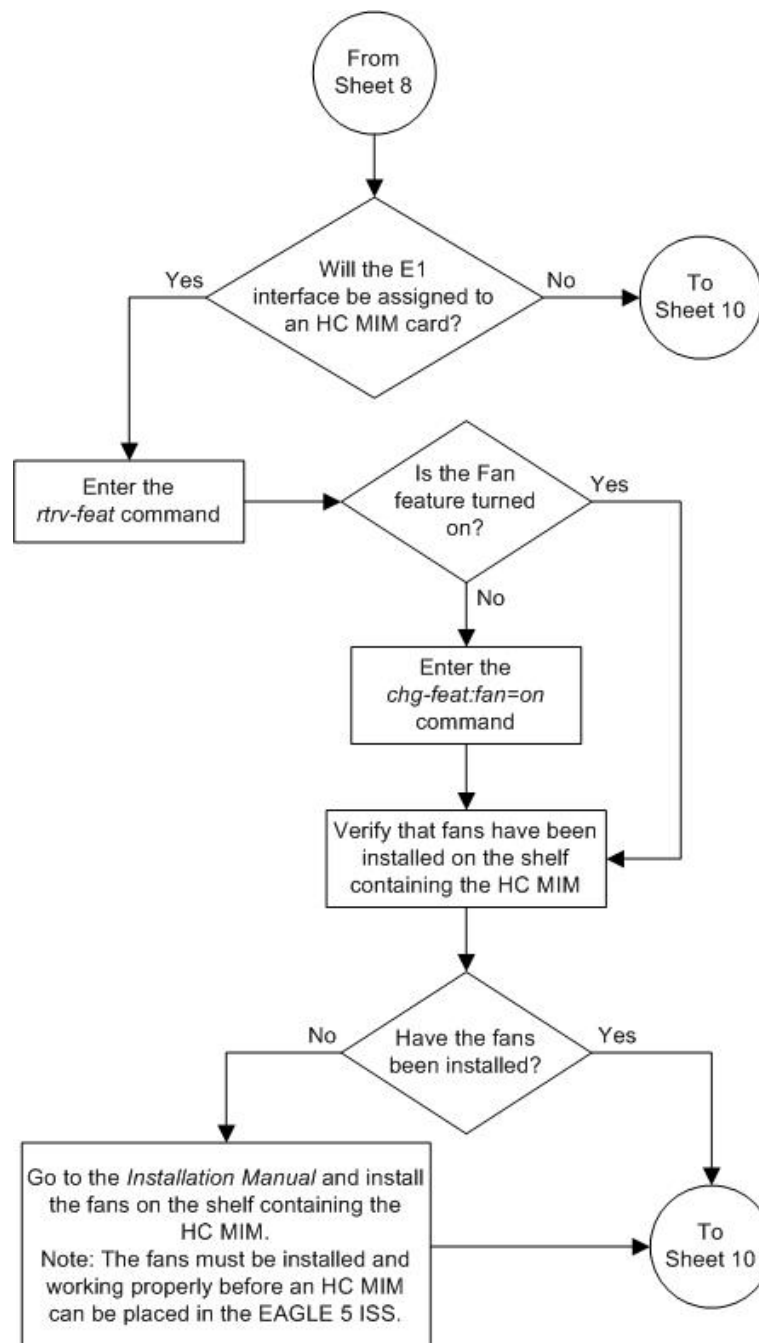 From
Sheet 8
Will the E1
interface be assigned to
an HC MIM card?
Yes
No
To
Sheet 10
Enter the
rtrv-feat command
Is the Fan
feature turned
on?
Yes
No
Enter the
chg-feat:fan=on
command
Verify that fans have been
installed on the shelf
containing the HC MIM
Have the fans
been installed?
No
Yes
Go to the Installation Manual and install
the fans on the shelf containing the
HC MIM.
Note: The fans must be installed and
working properly before an HC MIM
can be placed in the EAGLE 5 ISS.
To
Sheet 10